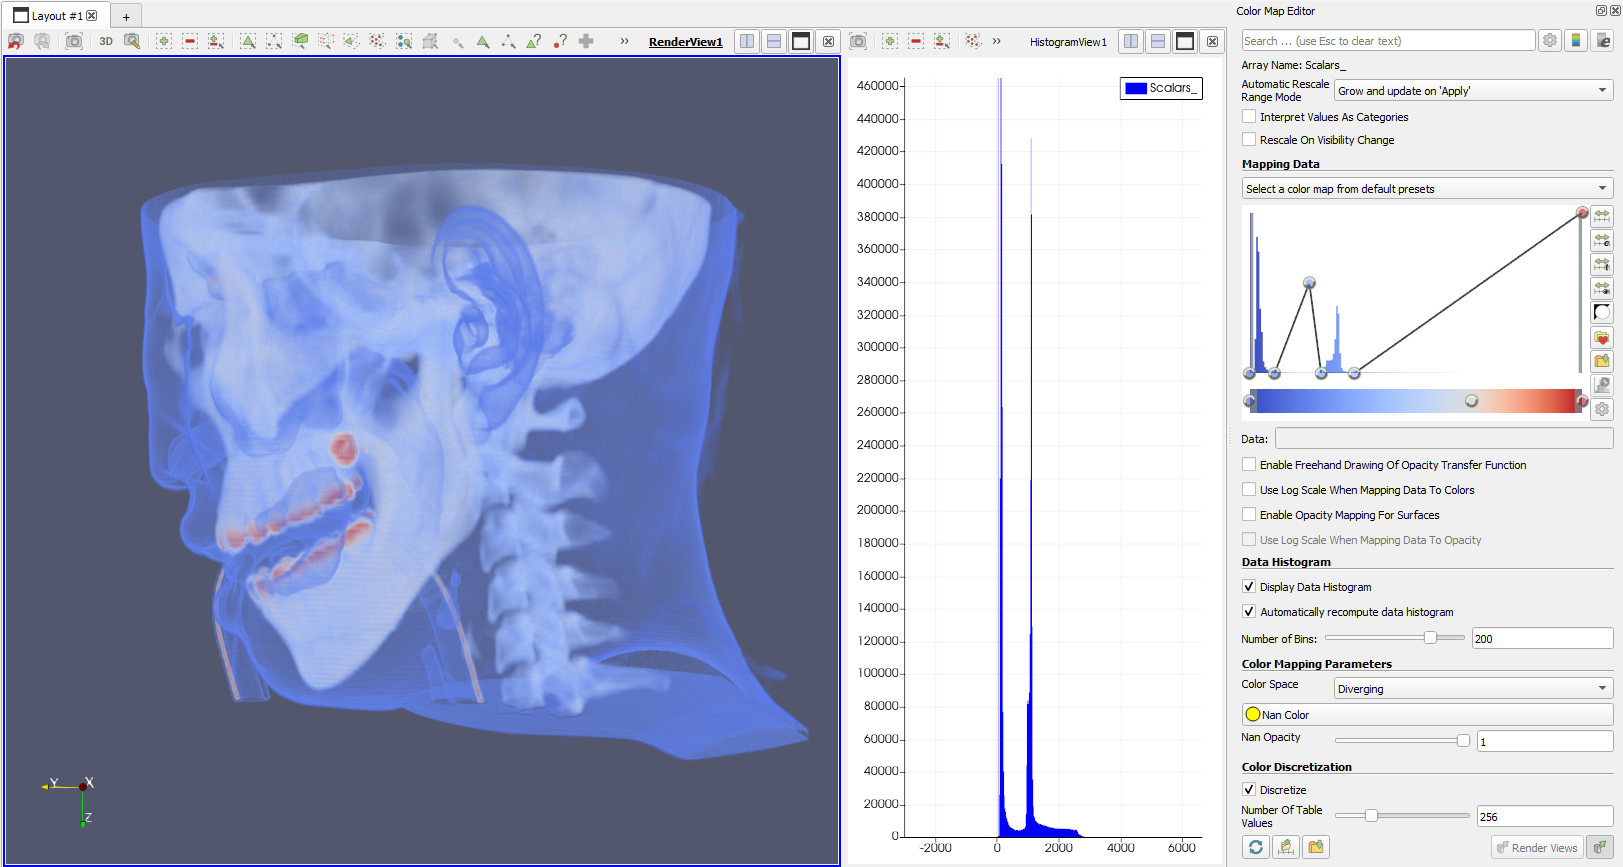 Layout #1
+
3D
»
RenderView1
»
HistogramView1
Color Map Editor
Search ... (use Esc to clear text)
Array Name: Scalars_
Automatic Rescale
Range Mode
Grow and update on 'Apply'
Interpret Values As Categories
Rescale On Visibility Change
Mapping Data
Select a color map from default presets
Data:
Enable Freehand Drawing Of Opacity Transfer Function
Use Log Scale When Mapping Data To Colors
Enable Opacity Mapping For Surfaces
Use Log Scale When Mapping Data To Opacity
Data Histogram
Display Data Histogram
Automatically recompute data histogram
Number of Bins:
200
Color Mapping Parameters
Color Space
Diverging
Nan Color
Nan Opacity
1
Color Discretization
Discretize
Number Of Table
Values
256
Render Views
Scalars_
460000
440000
420000
400000
380000
360000
340000
320000
300000
280000
260000
240000
220000
200000
180000
160000
140000
120000
100000
80000
60000
40000
20000
0
-2000
0
2000
4000
6000
Y
X
Z